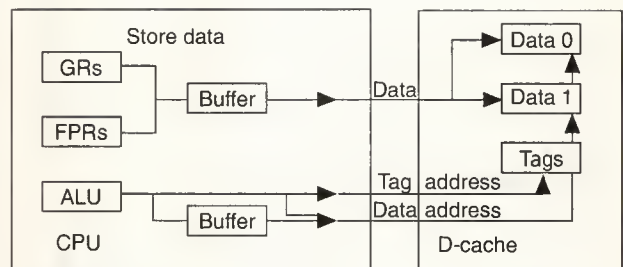 Store data
GRs
FPRs
Buffer
ALU
Buffer
CPU
Data
Tag address
Data address
Data 0
Data 1
Tags
D-cache